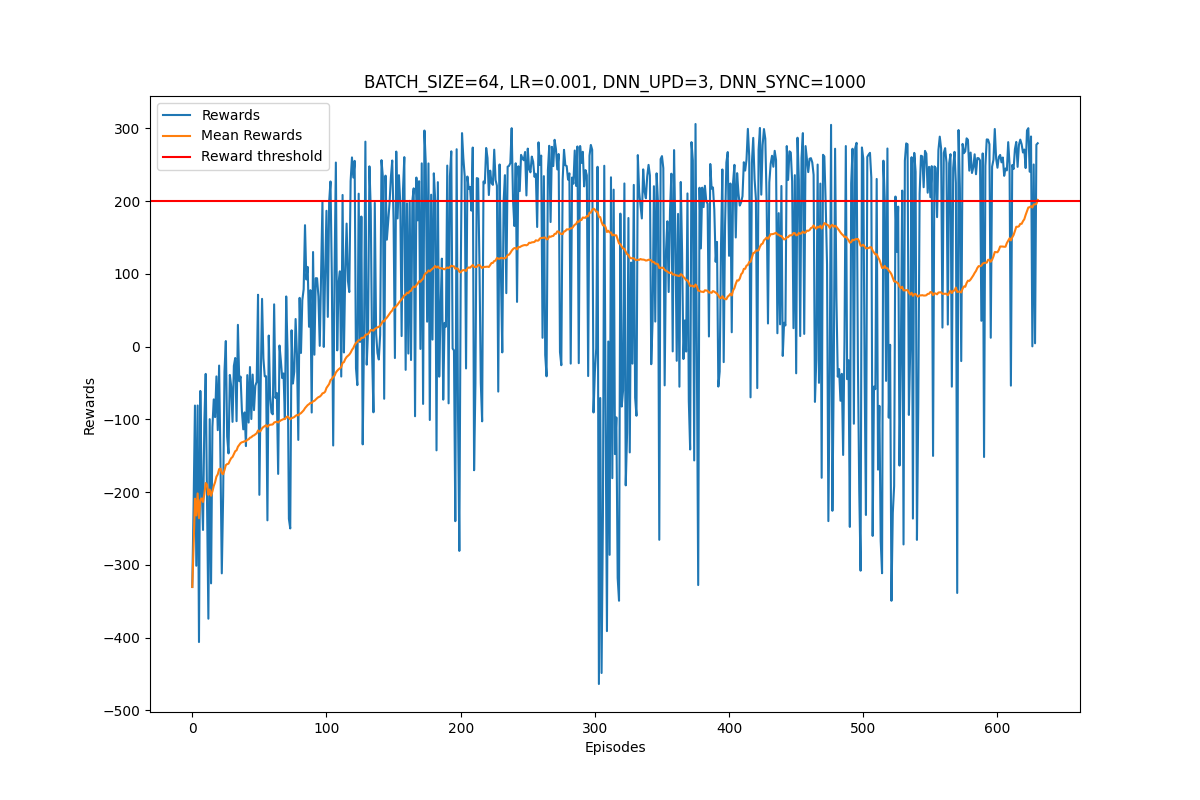 BATCH_SIZE=64, LR=0.001, DNN_UPD=3, DNN_SYNC=1000
Rewards
Mean Rewards
Reward threshold
300
200
100
0
−100
−200
−300
−400
−500
Rewards
0 100 200 300 400 500 600
Episodes